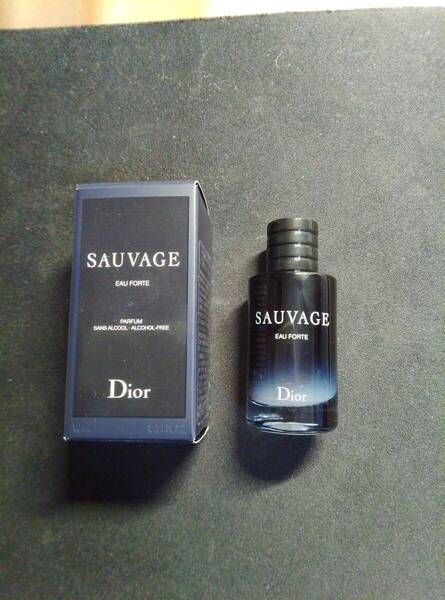 SAUVAGE
EAU FORTE
PARFUM
SANS ALCOOL - ALCOHOL-FREE
Dior
SAUVAGE
EAU FORTE
Dior